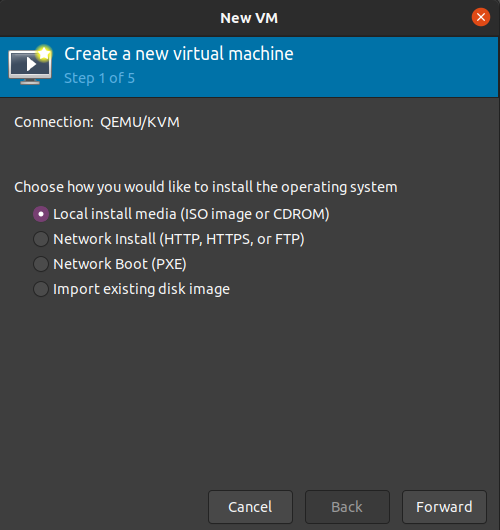 New VM
Create a new virtual machine
Step 1 of 5
Connection: QEMU/KVM
Choose how you would like to install the operating system
Local install media (ISO image or CDROM)
Network Install (HTTP, HTTPS, or FTP)
Network Boot (PXE)
Import existing disk image
Cancel Back Forward